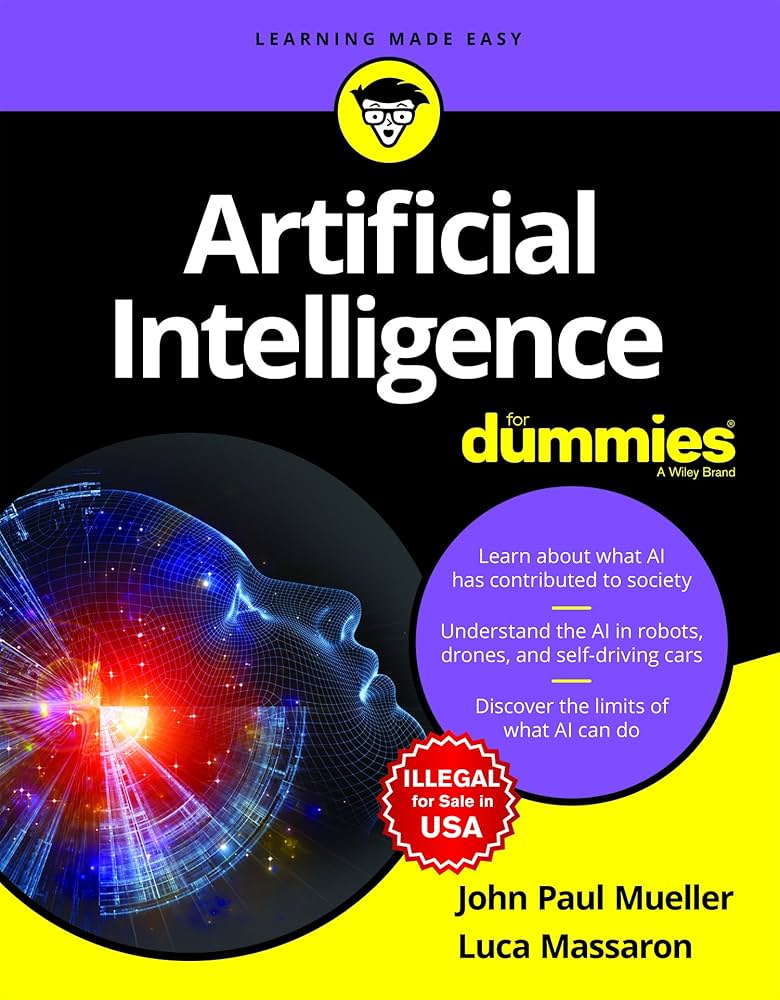 LEARNING MADE EASY
Artificial
Intelligence
for
dummies®
A Wiley Brand
Learn about what AI
has contributed to society
Understand the AI in robots,
drones, and self-driving cars
Discover the limits of
what AI can do
ILLEGAL
for Sale in
USA
John Paul Mueller
Luca Massaron